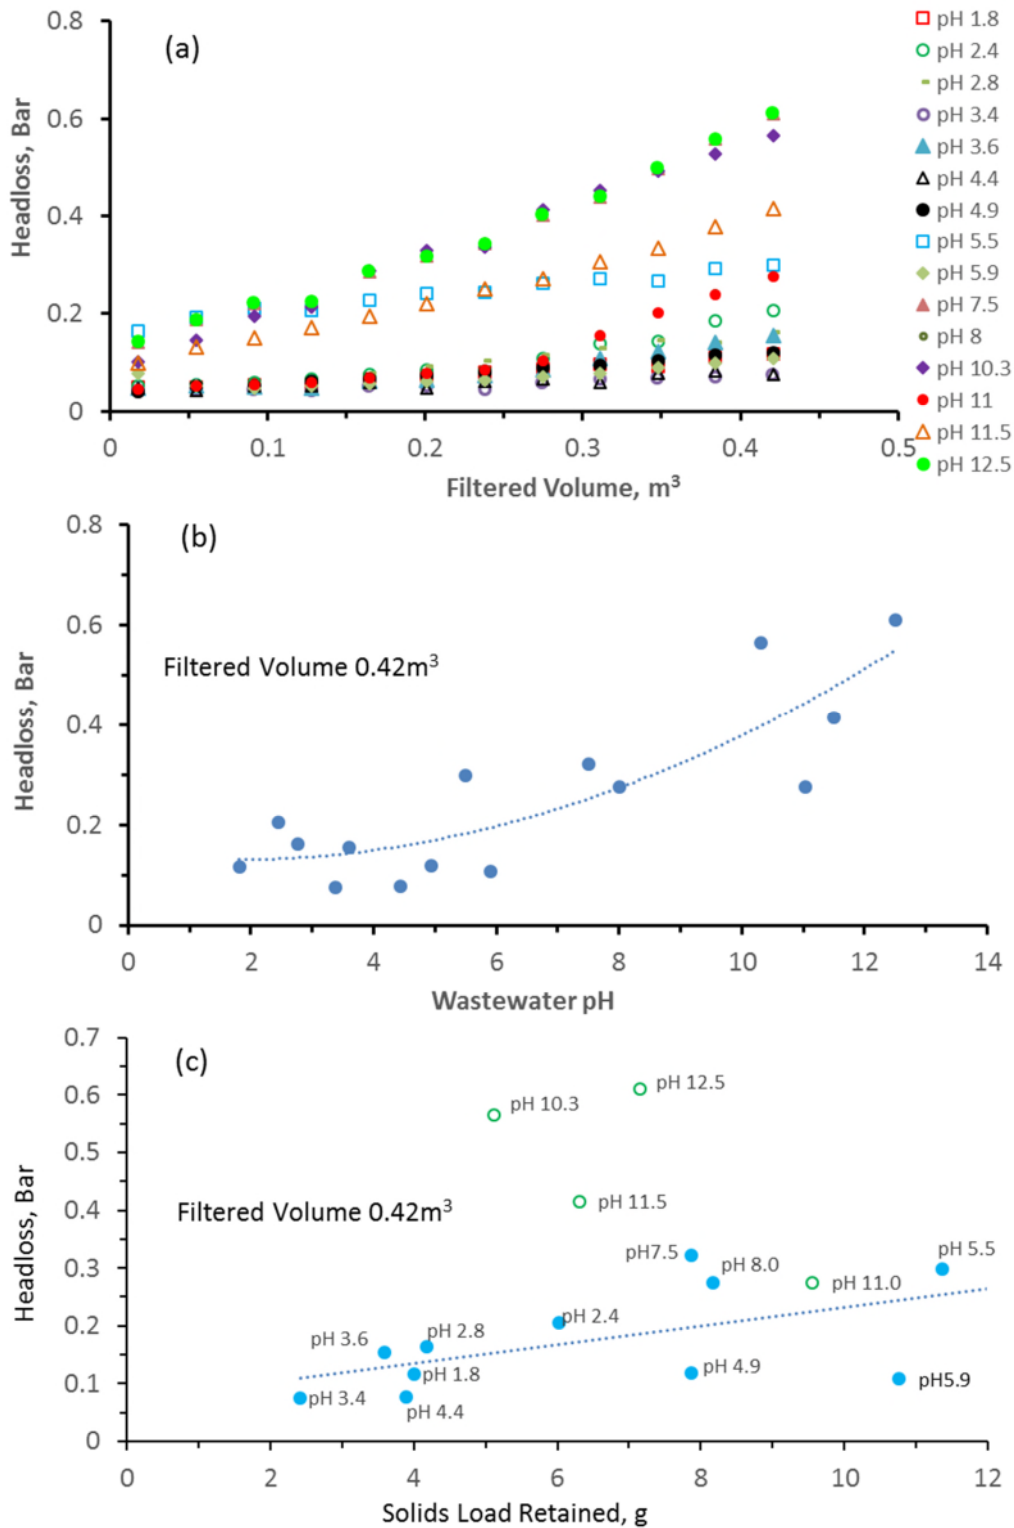 (a)
0.8
0.6
0.4
0.2
0
Headloss, Bar
0 0.1 0.2 0.3 0.4 0.5
Filtered Volume, m³
pH 1.8
pH 2.4
pH 2.8
pH 3.4
pH 3.6
pH 4.4
pH 4.9
pH 5.5
pH 5.9
pH 7.5
pH 8
pH 10.3
pH 11
pH 11.5
pH 12.5
(b)
0.8
0.6
0.4
0.2
0
Headloss, Bar
Filtered Volume 0.42m³
0 2 4 6 8 10 12 14
Wastewater pH
(c)
0.7
0.6
0.5
0.4
0.3
0.2
0.1
0
Headloss, Bar
pH 12.5
pH 10.3
Filtered Volume 0.42m³
pH 11.5
pH7.5
pH 5.5
pH 8.0
pH 11.0
pH 2.4
pH 2.8
pH 3.6
pH 4.9
pH 1.8
pH5.9
pH 3.4
pH 4.4
0 2 4 6 8 10 12
Solids Load Retained, g